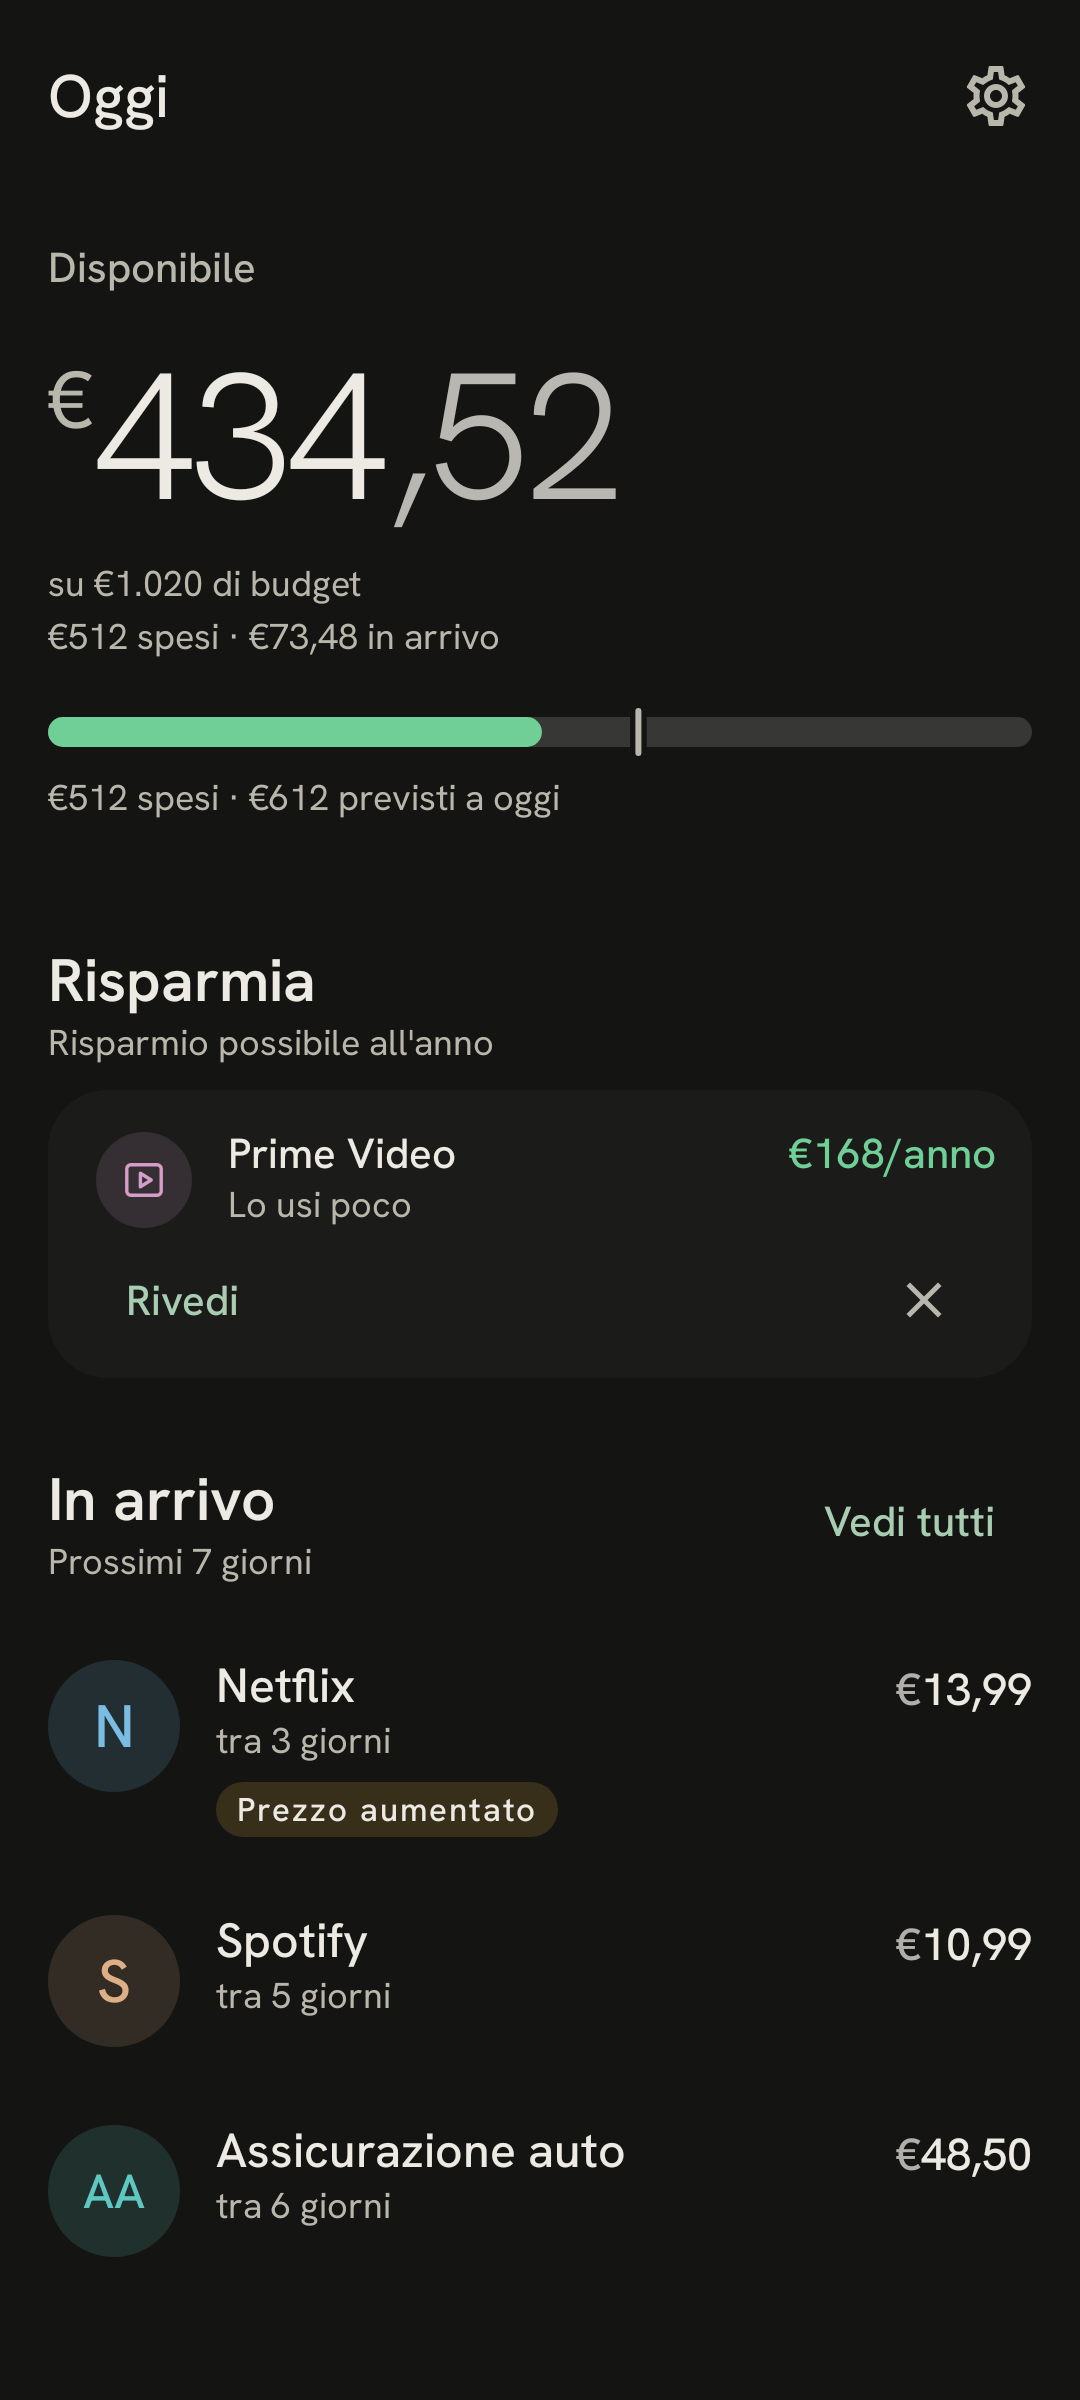 Oggi
Disponibile
€434,52
su €1.020 di budget
€512 spesi · €73,48 in arrivo
€512 spesi · €612 previsti a oggi
Risparmia
Risparmio possibile all'anno
Prime Video
€168/anno
Lo usi poco
Rivedi
In arrivo
Vedi tutti
Prossimi 7 giorni
N
Netflix
€13,99
tra 3 giorni
Prezzo aumentato
S
Spotify
€10,99
tra 5 giorni
AA
Assicurazione auto
€48,50
tra 6 giorni